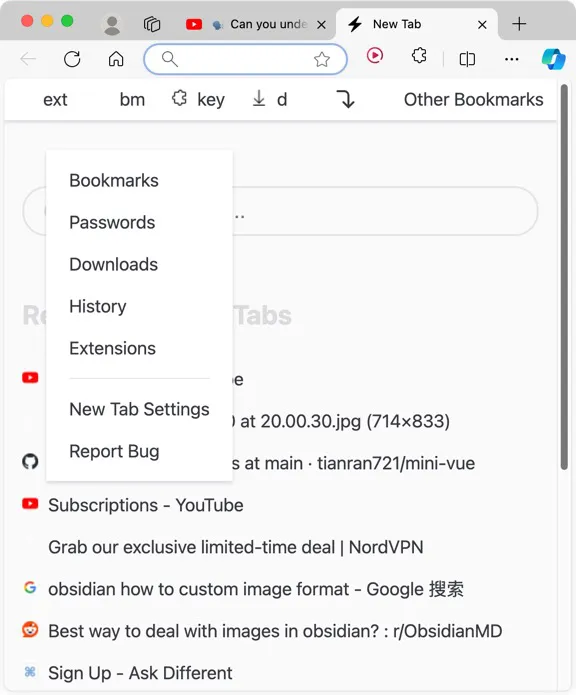 Can you unde
New Tab
ext
bm
key
d
Other Bookmarks
Bookmarks
..
Passwords
Downloads
History
Re
Tabs
Extensions
be
New Tab Settings
0 at 20.00.30.jpg (714×833)
Report Bug
s at main · tianran721/mini-vue
Subscriptions - YouTube
Grab our exclusive limited-time deal | NordVPN
obsidian how to custom image format - Google 搜索
Best way to deal with images in obsidian? : r/ObsidianMD
Sign Up - Ask Different